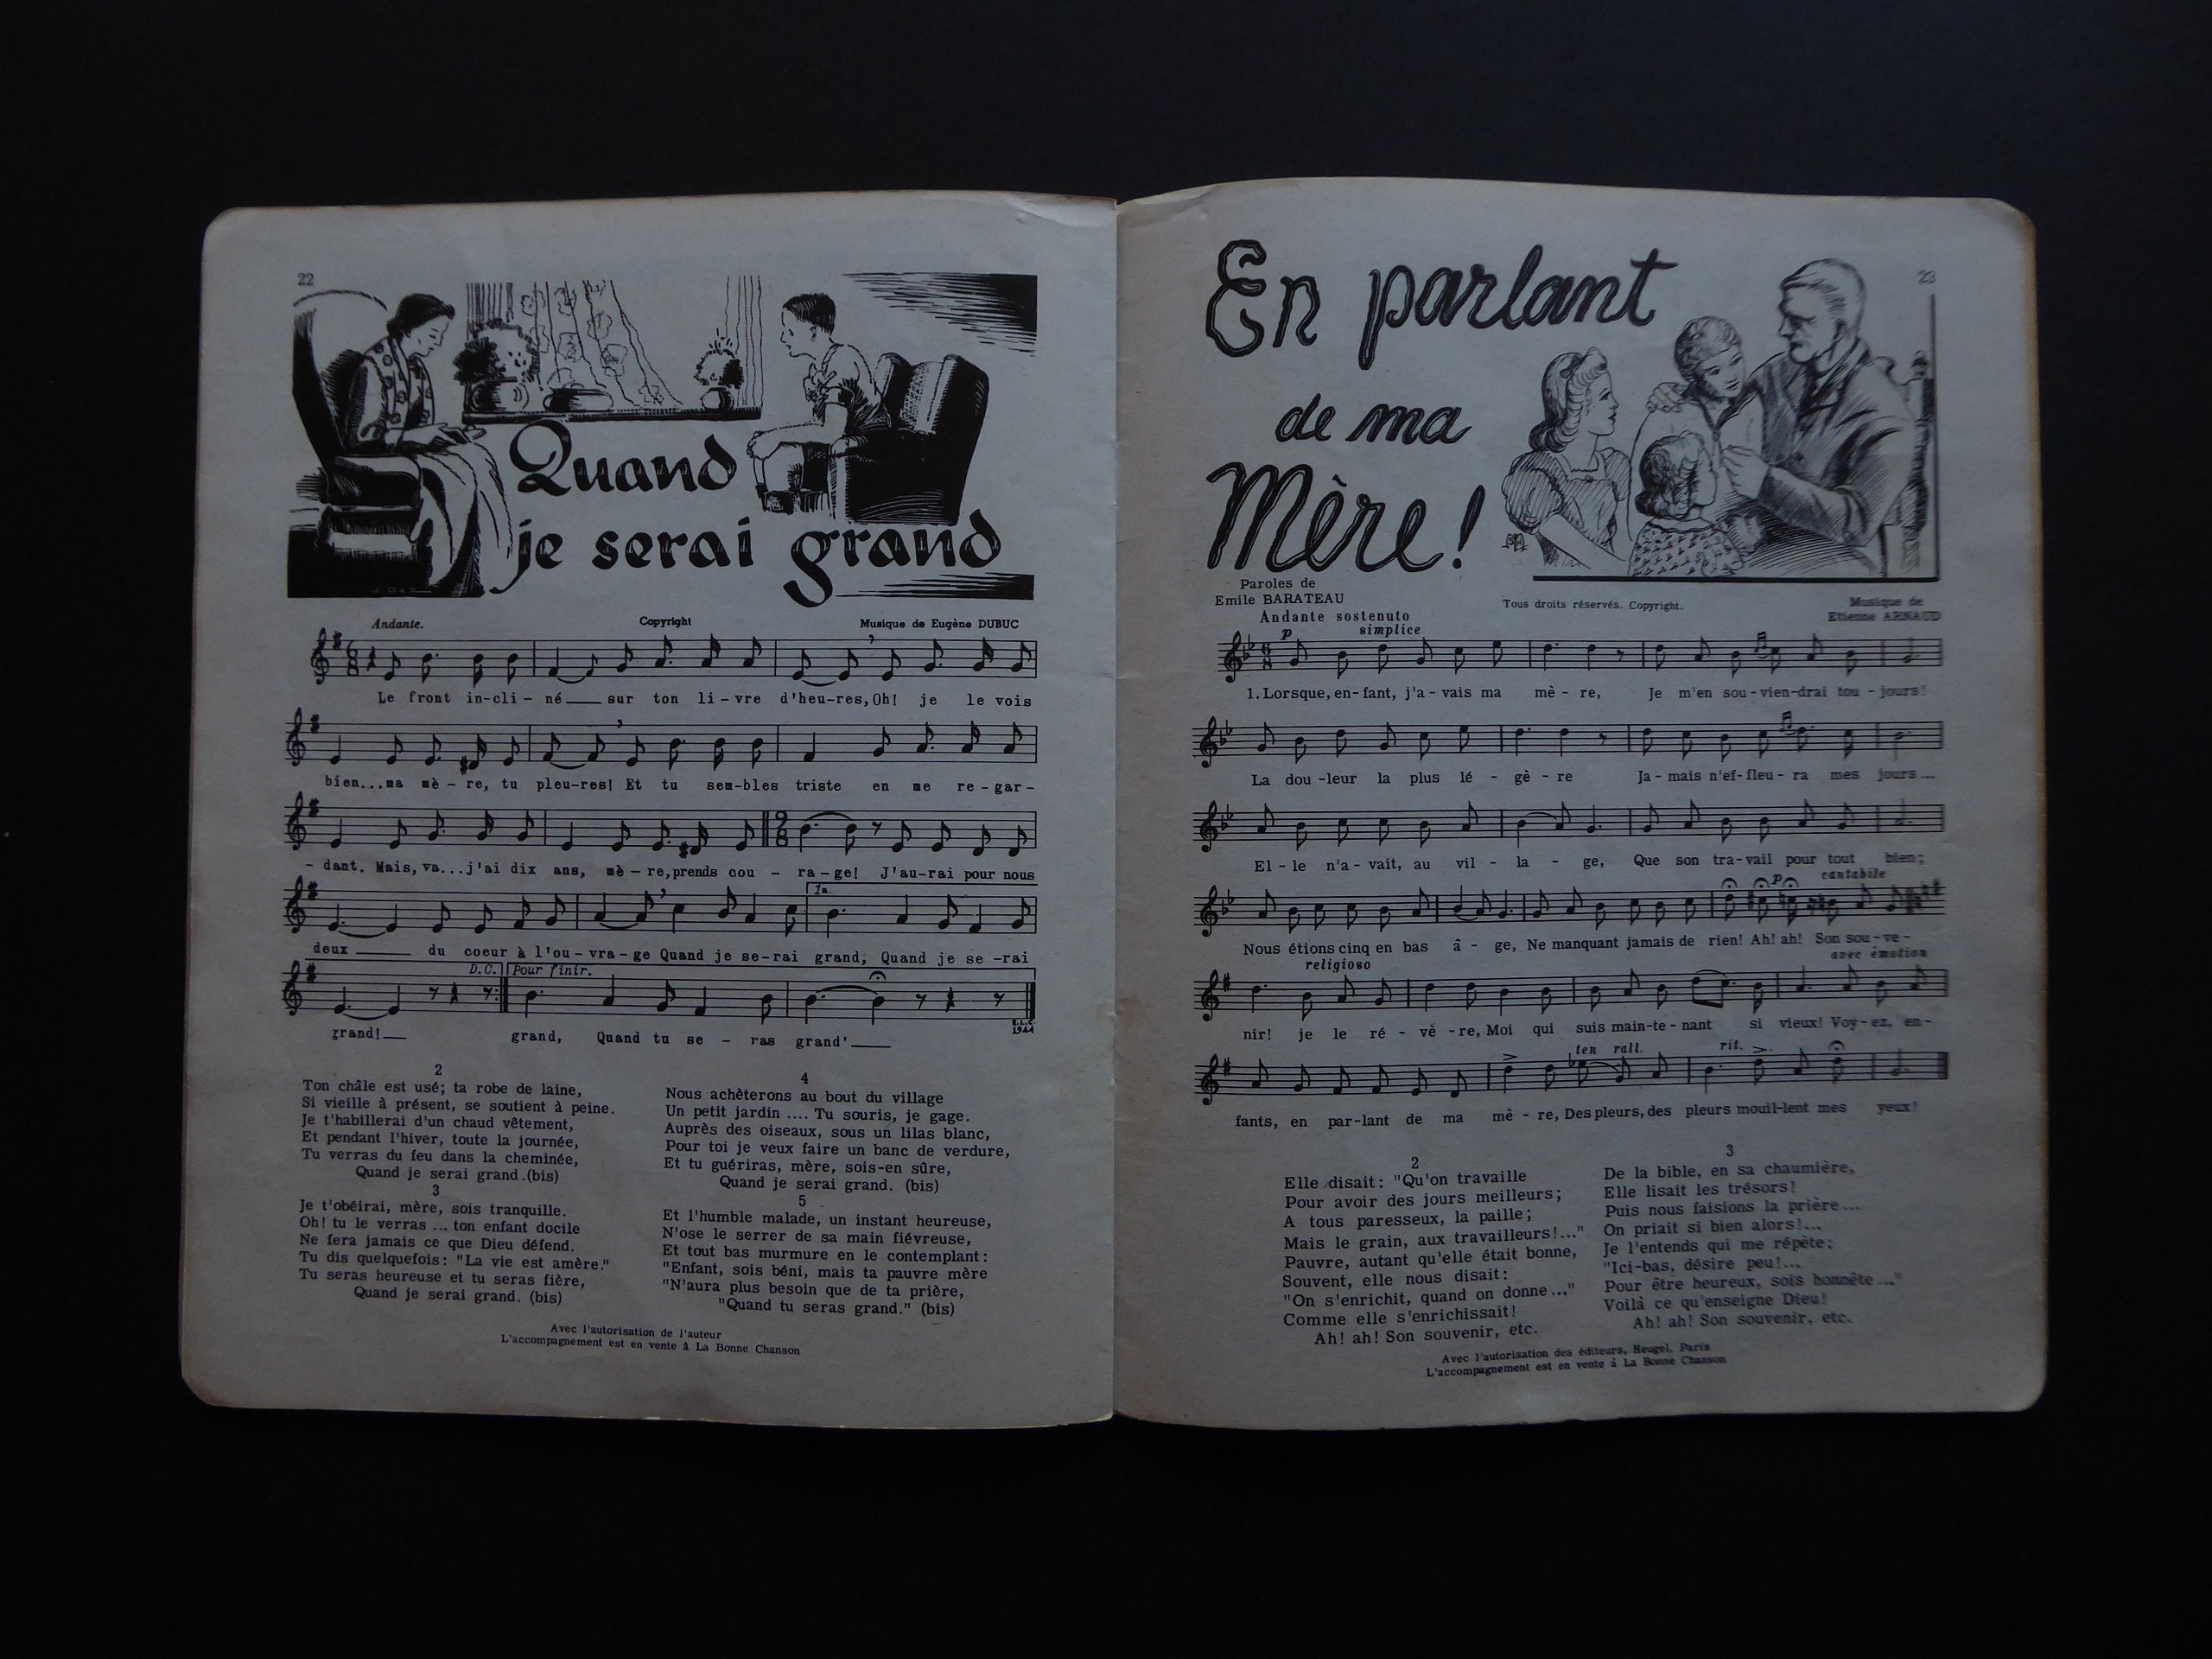 22
Quand
je serai grand
Andante.
Copyright
Musique de Eugène DUBUC
Le front in-cli-né sur ton li-vre d'heu-res, Oh! je le vois
bien...ma mè-re, tu pleu-res! Et tu sem-bles triste en me re-gar-
- dant. Mais, va...j'ai dix ans, mè-re, prends cou - ra-ge! J'au-rai pour nous
1a.
deux du coeur à l'ou-vra-ge Quand je se-rai grand, Quand je se-rai
D.C.
Pour finir.
grand! grand, Quand tu se - ras grand'
1944
2
Ton châle est usé; ta robe de laine,
Si vieille à présent, se soutient à peine.
Je t'habillerai d'un chaud vêtement,
Et pendant l'hiver, toute la journée,
Tu verras du feu dans la cheminée,
Quand je serai grand.(bis)
3
Je t'obéirai, mère, sois tranquille.
Oh! tu le verras ... ton enfant docile
Ne fera jamais ce que Dieu défend.
Tu dis quelquefois: "La vie est amère."
Tu seras heureuse et tu seras fière,
Quand je serai grand. (bis)
4
Nous achèterons au bout du village
Un petit jardin .... Tu souris, je gage.
Auprès des oiseaux, sous un lilas blanc,
Pour toi je veux faire un banc de verdure,
Et tu guériras, mère, sois-en sûre,
Quand je serai grand. (bis)
5
Et l'humble malade, un instant heureuse,
N'ose le serrer de sa main fiévreuse,
Et tout bas murmure en le contemplant:
"Enfant, sois béni, mais ta pauvre mère
"N'aura plus besoin que de ta prière,
"Quand tu seras grand." (bis)
Avec l'autorisation de l'auteur
L'accompagnement est en vente à La Bonne Chanson
23
En parlant
de ma
Mère!
Paroles de
Emile BARATEAU
Tous droits réservés. Copyright.
Musique de
Etienne ARNAUD
Andante sostenuto
p simplice
1. Lorsque, en-fant, j'a-vais ma mè-re, Je m'en sou-vien-drai tou-jours!
La dou-leur la plus lé-gè-re Ja-mais n'ef-fleu-ra mes jours
El-le n'a-vait, au vil-la-ge, Que son tra-vail pour tout bien;
p cantabile
Nous étions cinq en bas â-ge, Ne manquant jamais de rien! Ah! ah! Son sou-ve-
religioso
avec émotion
nir! je le ré-vè-re, Moi qui suis main-te-nant si vieux! Voy-ez, en-
ten rall. rit.
fants, en par-lant de ma mè-re, Des pleurs, des pleurs mouil-lent mes yeux!
2
Elle disait: "Qu'on travaille
Pour avoir des jours meilleurs;
A tous paresseux, la paille;
Mais le grain, aux travailleurs!..."
Pauvre, autant qu'elle était bonne,
Souvent, elle nous disait:
"On s'enrichit, quand on donne..."
Comme elle s'enrichissait!
Ah! ah! Son souvenir, etc.
3
De la bible, en sa chaumière,
Elle lisait les trésors!
Puis nous faisions la prière...
On priait si bien alors!...
Je l'entends qui me répète:
"Ici-bas, désire peu!...
Pour être heureux, sois honnête..."
Voilà ce qu'enseigne Dieu!
Ah! ah! Son souvenir, etc.
Avec l'autorisation des éditeurs, Heugel, Paris
L'accompagnement est en vente à La Bonne Chanson